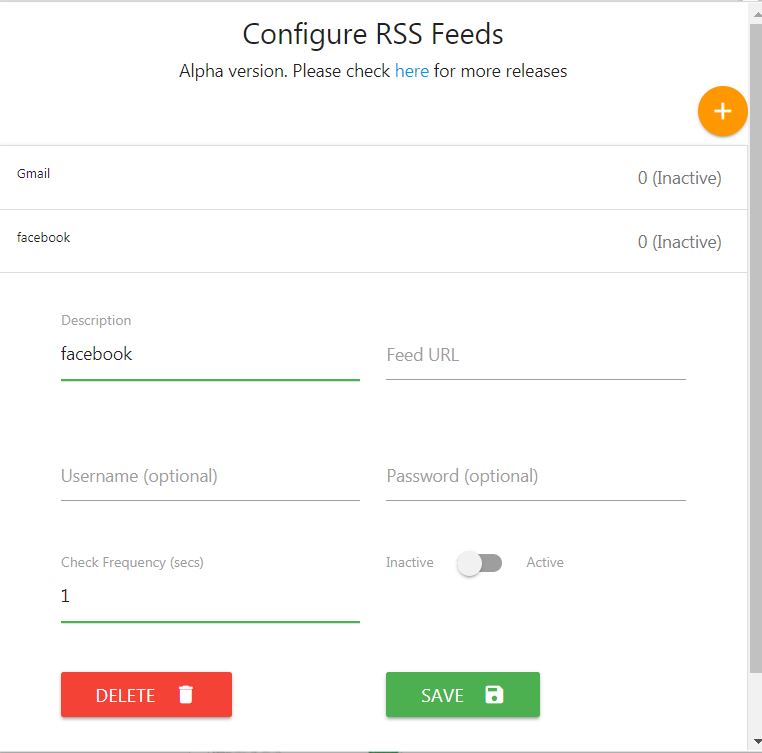 Configure RSS Feeds
Alpha version. Please check here for more releases
+
Gmail 0 (Inactive)
facebook 0 (Inactive)
Description
facebook Feed URL
Username (optional) Password (optional)
Check Frequency (secs) Inactive Active
1
DELETE SAVE